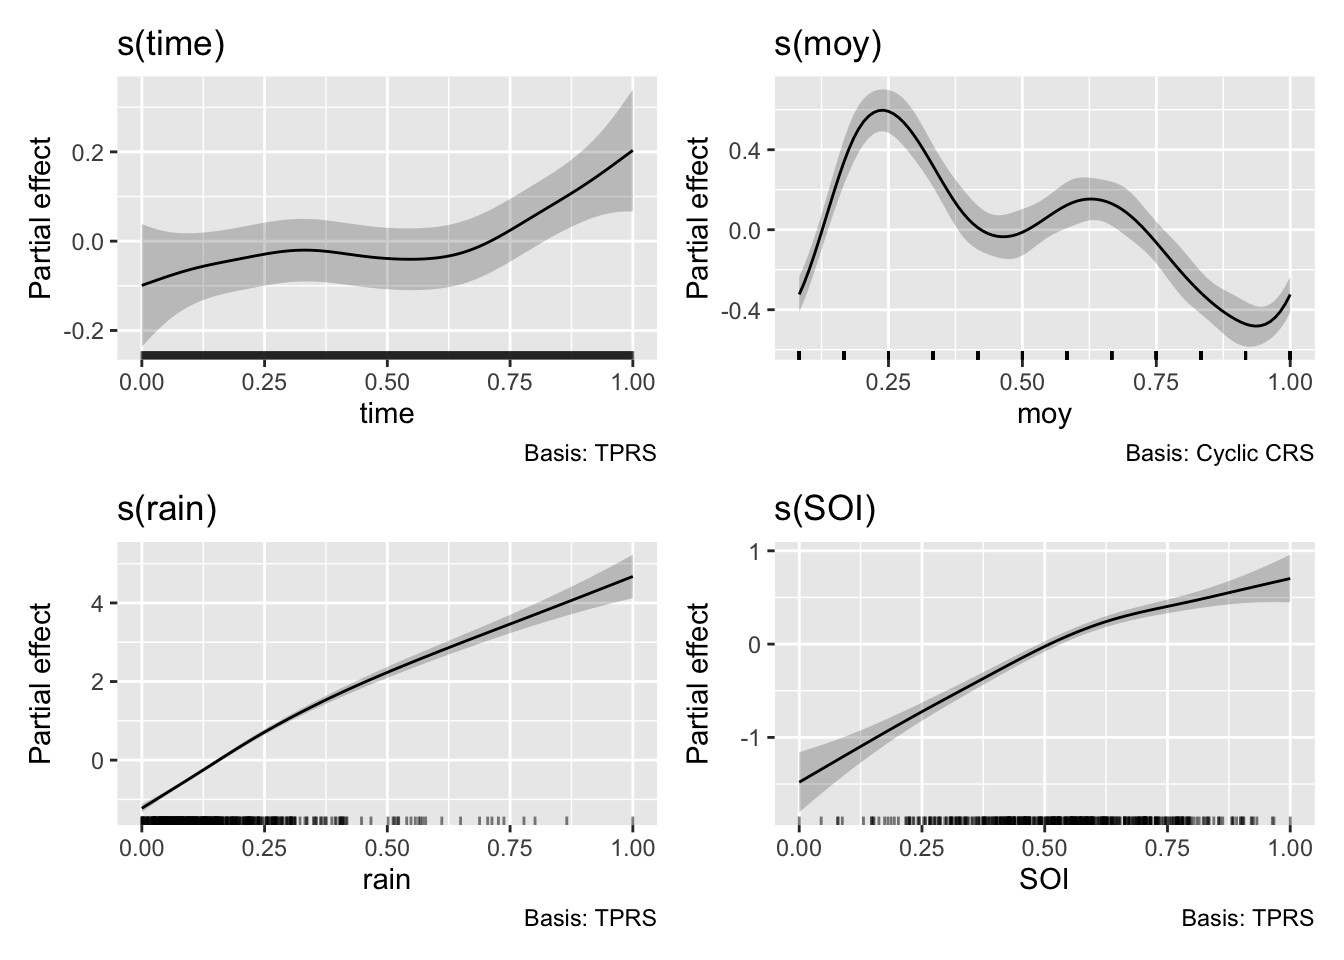 s(time)
Partial effect
0.2
0.0
-0.2
0.00 0.25 0.50 0.75 1.00
time
Basis: TPRS
s(moy)
Partial effect
0.4
0.0
-0.4
0.25 0.50 0.75 1.00
moy
Basis: Cyclic CRS
s(rain)
Partial effect
4
2
0
0.00 0.25 0.50 0.75 1.00
rain
Basis: TPRS
s(SOI)
Partial effect
1
0
-1
0.00 0.25 0.50 0.75 1.00
SOI
Basis: TPRS